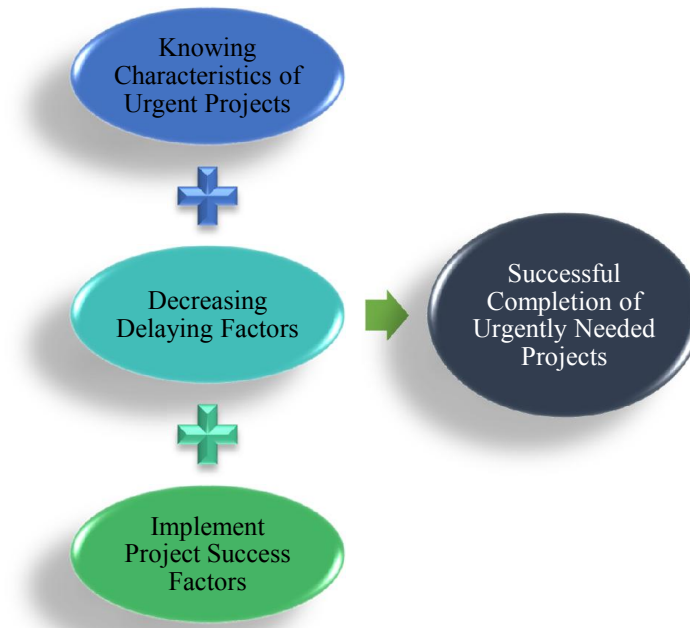 Knowing
Characteristics of
Urgent Projects
Decreasing
Delaying Factors
Implement
Project Success
Factors
Successful
Completion of
Urgently Needed
Projects